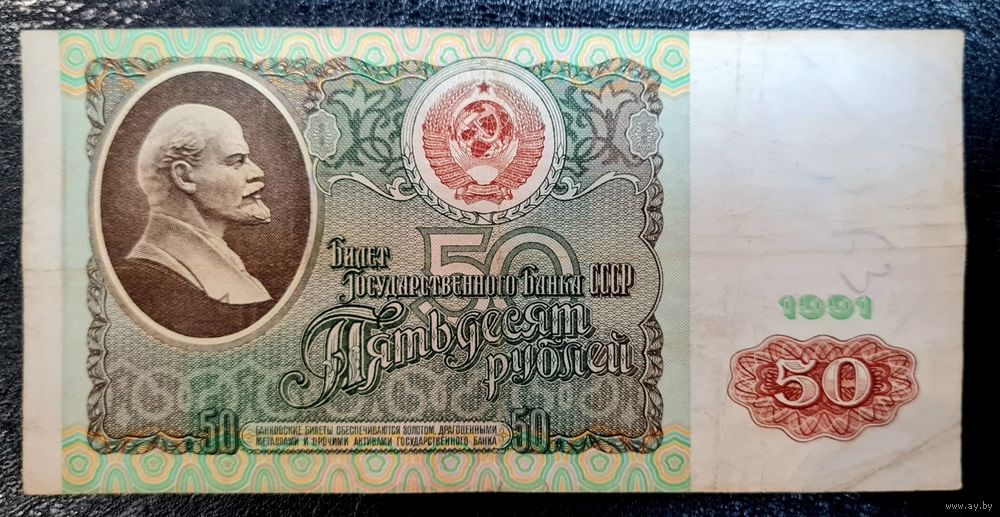 50
Билет
Государственного Банка СССР
Пятьдесят
рублей
1991
50
50
БАНКОВСКИЕ БИЛЕТЫ ОБЕСПЕЧИВАЮТСЯ ЗОЛОТОМ, ДРАГОЦЕННЫМИ
МЕТАЛЛАМИ И ПРОЧИМИ АКТИВАМИ ГОСУДАРСТВЕННОГО БАНКА
50
www.ay.by